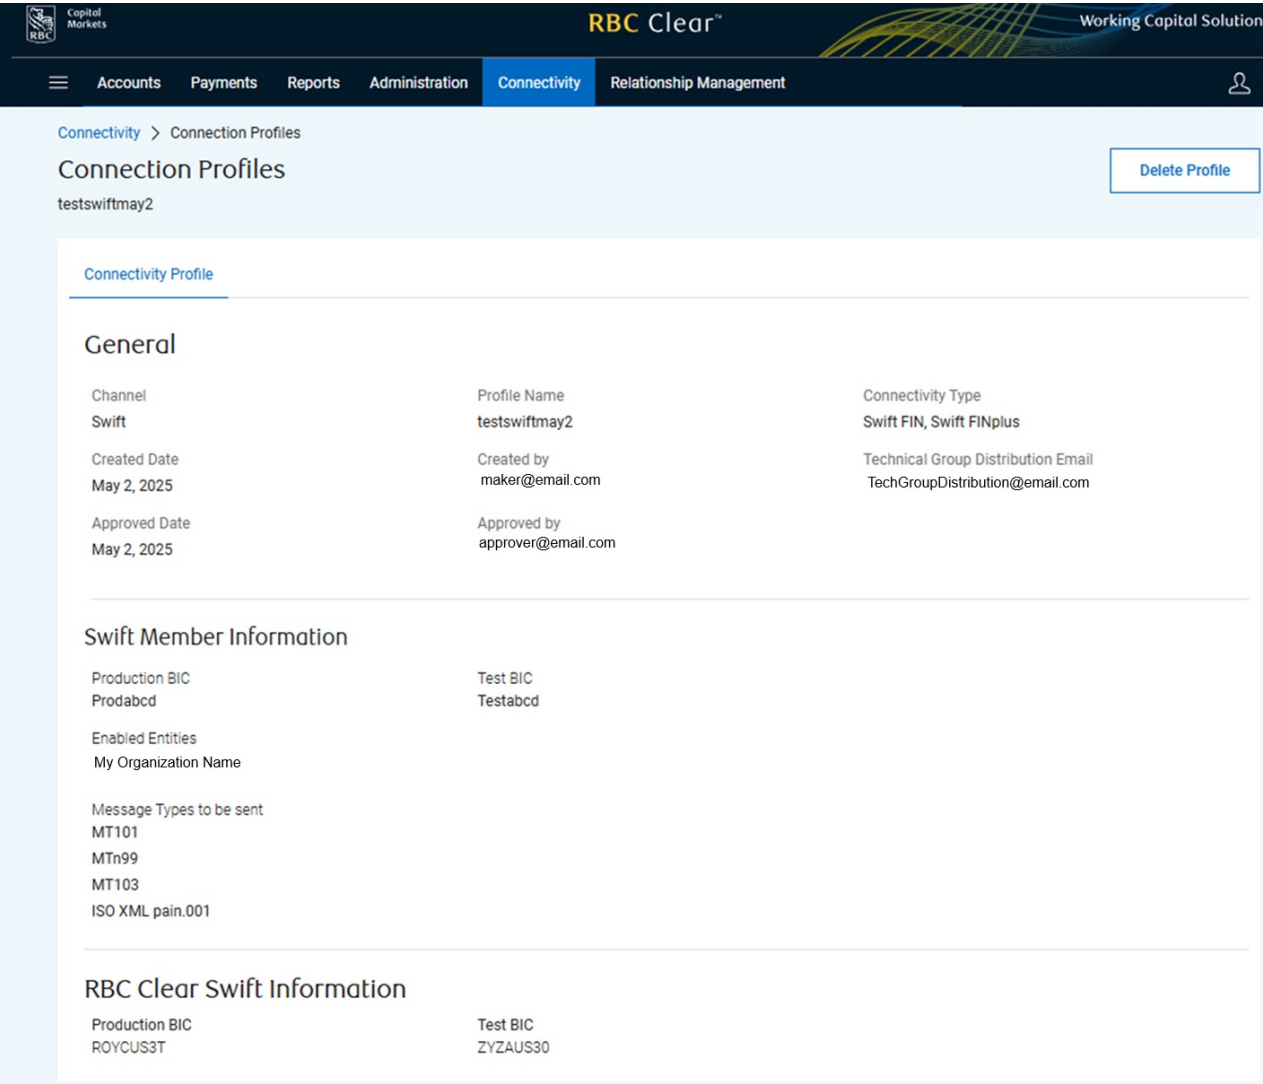 Capital
Markets
RBC
RBC Clear™
Working Capital Solution
Accounts Payments Reports Administration Connectivity Relationship Management
Connectivity > Connection Profiles
Connection Profiles
Delete Profile
testswiftmay2
Connectivity Profile
General
Channel Profile Name Connectivity Type
Swift testswiftmay2 Swift FIN, Swift FINplus
Created Date Created by Technical Group Distribution Email
May 2, 2025 maker@email.com TechGroupDistribution@email.com
Approved Date Approved by
May 2, 2025 approver@email.com
Swift Member Information
Production BIC Test BIC
Prodabcd Testabcd
Enabled Entities
My Organization Name
Message Types to be sent
MT101
MTn99
MT103
ISO XML pain.001
RBC Clear Swift Information
Production BIC Test BIC
ROYCUS3T ZYZAUS30